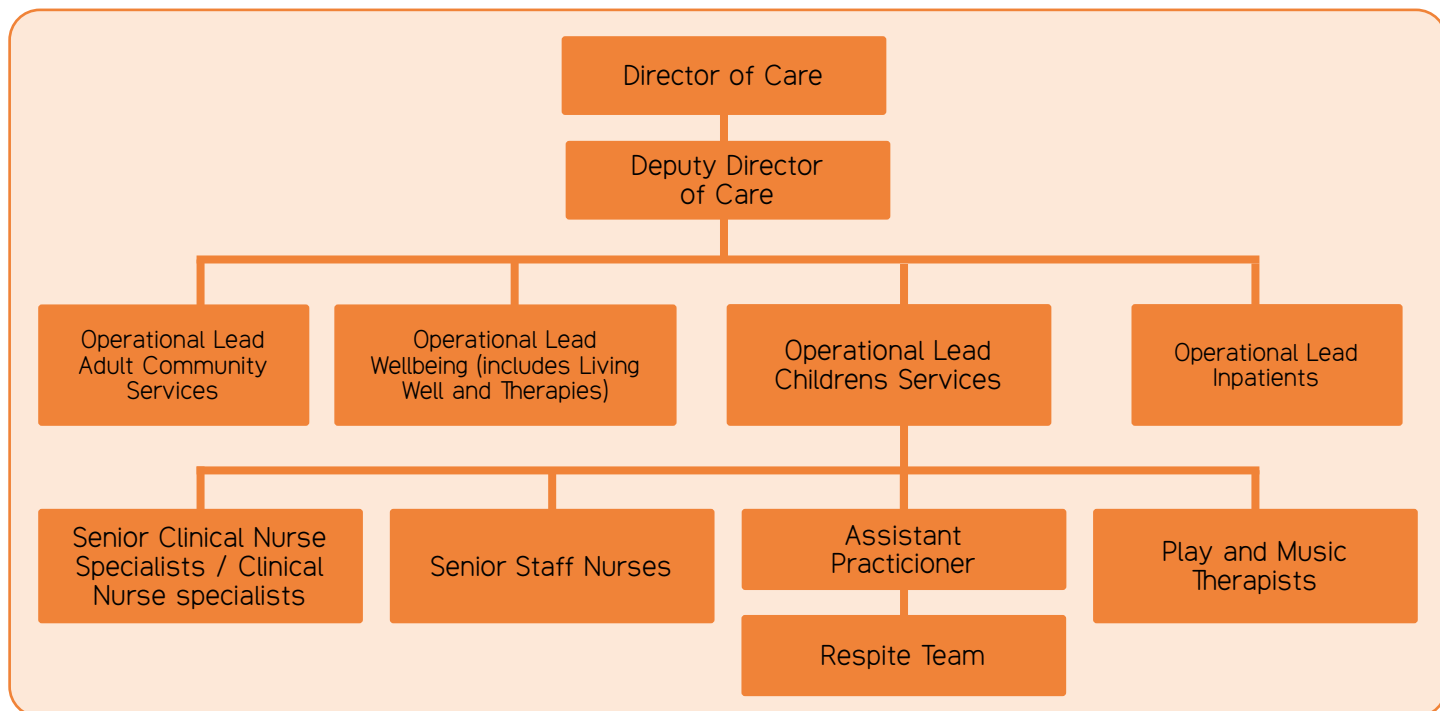 Director of Care
Deputy Director
of Care
Operational Lead
Adult Community
Services
Operational Lead
Wellbeing (includes Living
Well and Therapies)
Operational Lead
Childrens Services
Operational Lead
Inpatients
Senior Clinical Nurse
Specialists / Clinical
Nurse specialists
Senior Staff Nurses
Assistant
Practicioner
Play and Music
Therapists
Respite Team